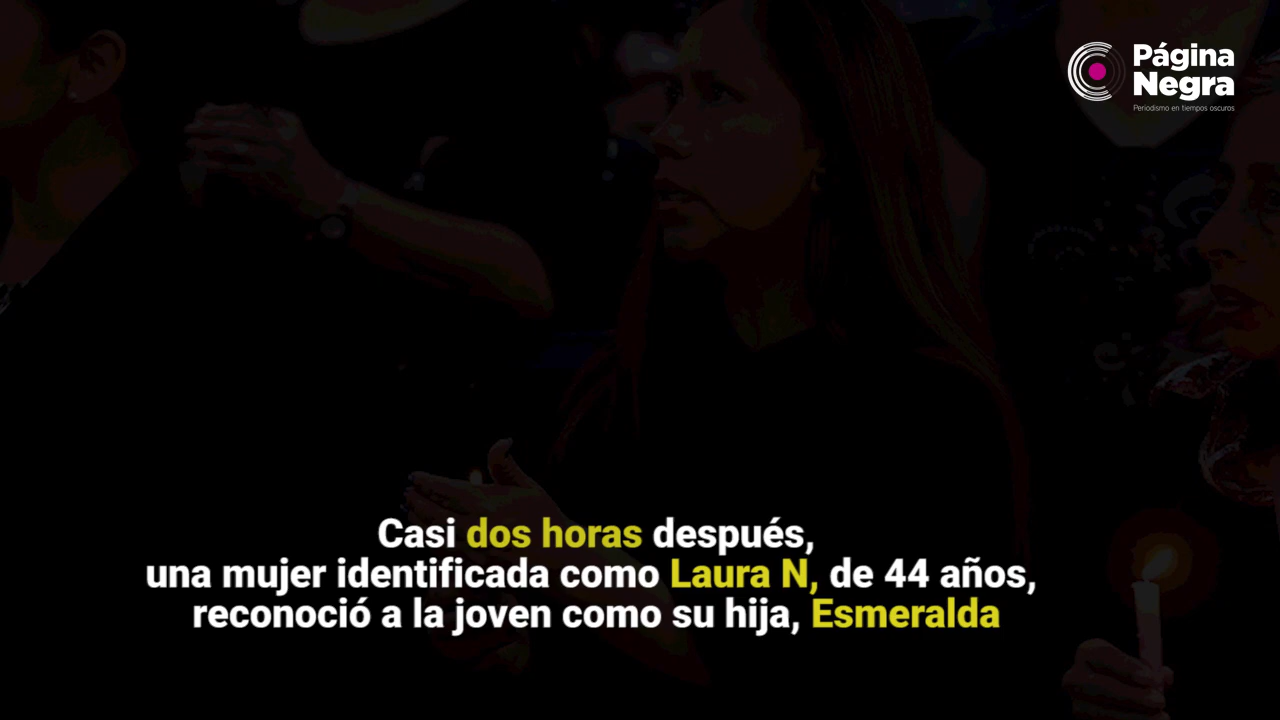 Página
Negra
Periodismo en tiempos oscuros
Casi dos horas después,
una mujer identificada como Laura N, de 44 años,
reconoció a la joven como su hija, Esmeralda